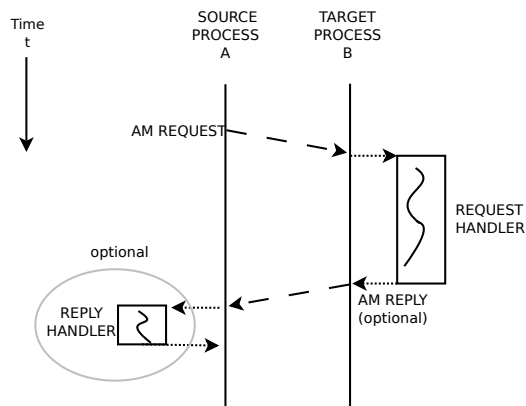 Time
t
SOURCE
PROCESS
A
TARGET
PROCESS
B
AM REQUEST
REQUEST
HANDLER
optional
REPLY
HANDLER
AM REPLY
(optional)